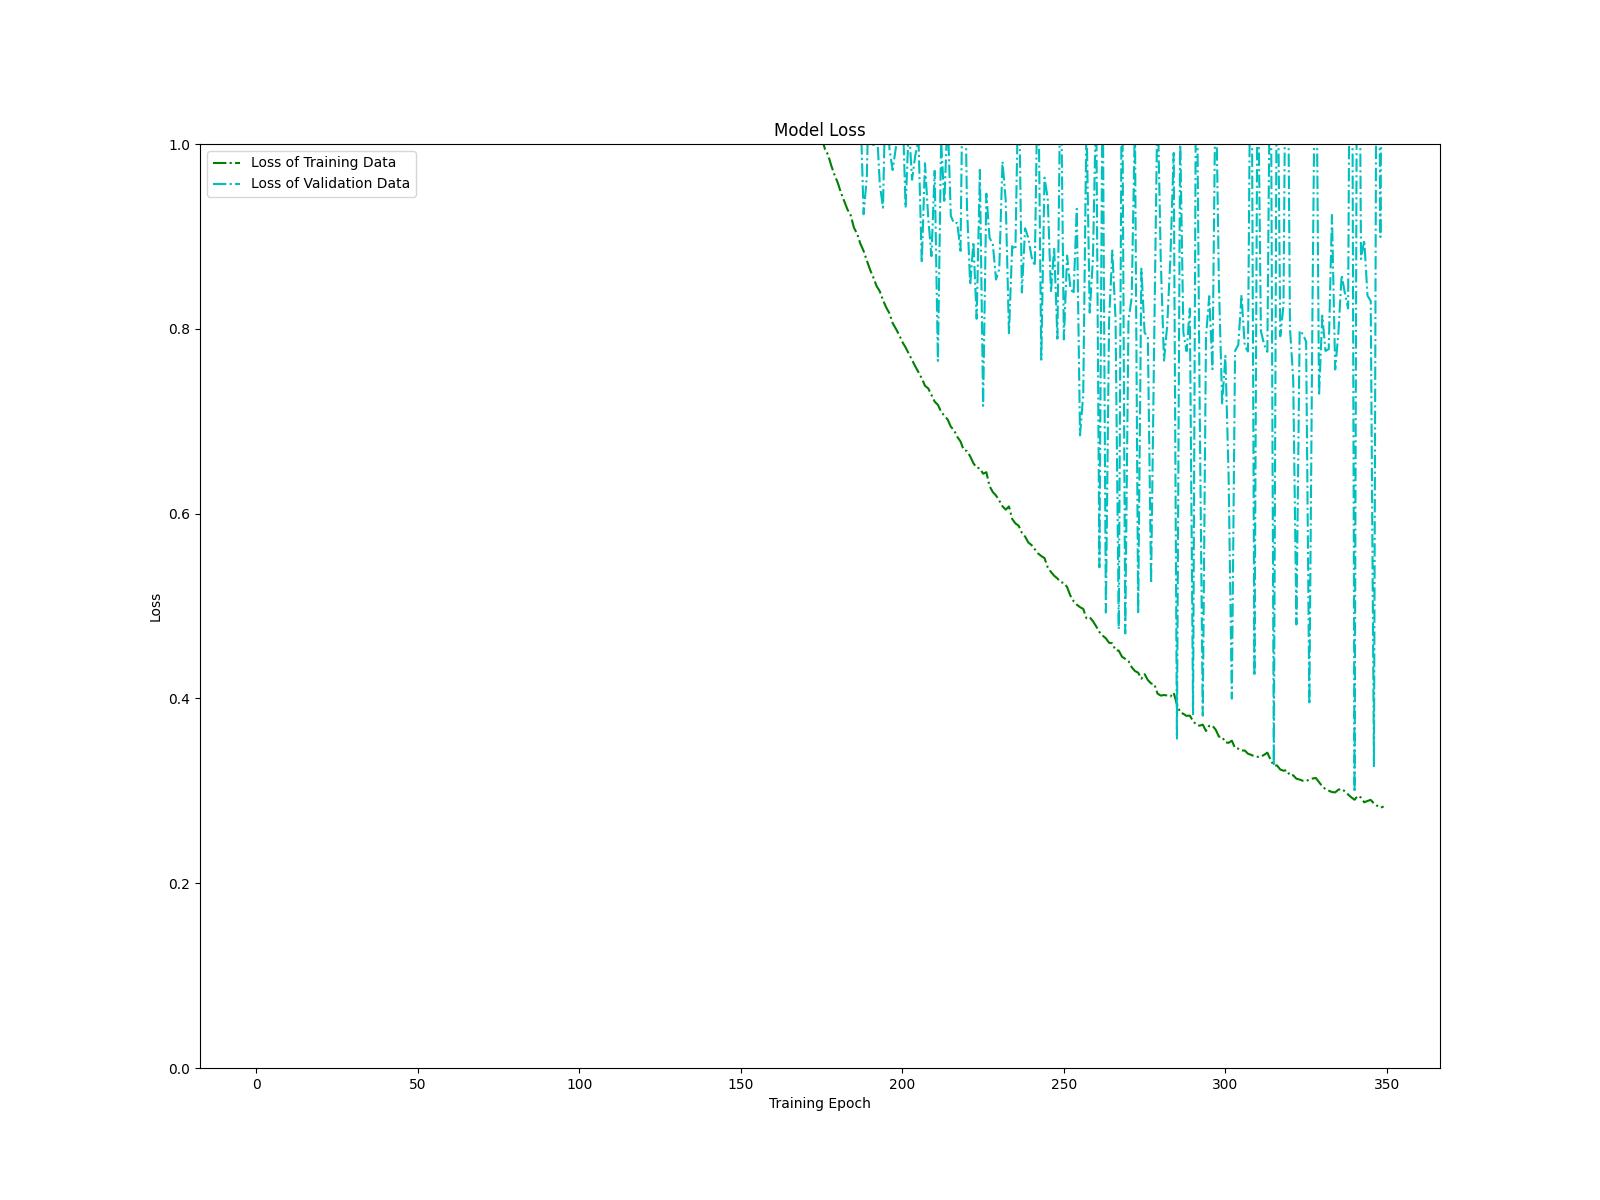 Model Loss
Loss of Training Data
Loss of Validation Data
1.0
0.8
0.6
0.4
0.2
0.0
Loss
0 50 100 150 200 250 300 350
Training Epoch